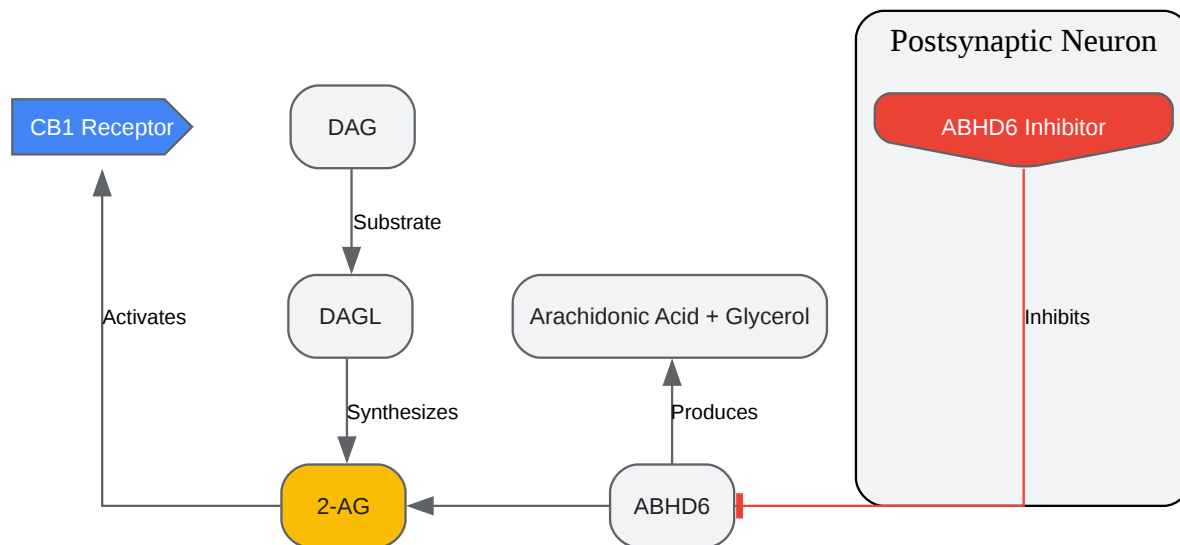 Postsynaptic Neuron
CB1 Receptor
DAG
ABHD6 Inhibitor
Substrate
DAGL
Arachidonic Acid + Glycerol
Activates
Inhibits
Synthesizes
Produces
2-AG
ABHD6